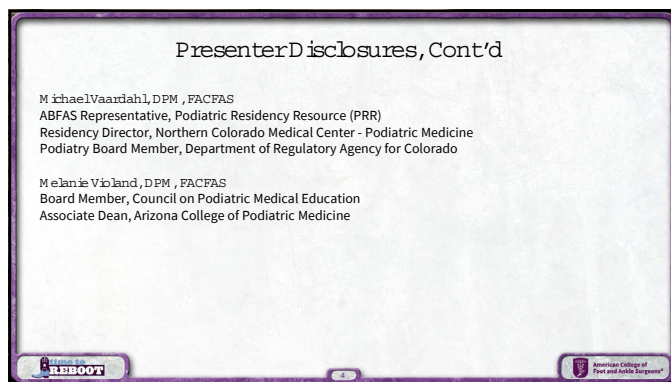 Presenter Disclosures, Cont'd
Michael Vaardahl, DPM, FACFAS
ABFAS Representative, Podiatric Residency Resource (PRR)
Residency Director, Northern Colorado Medical Center - Podiatric Medicine
Podiatry Board Member, Department of Regulatory Agency for Colorado
Melanie Violand, DPM, FACFAS
Board Member, Council on Podiatric Medical Education
Associate Dean, Arizona College of Podiatric Medicine
time to
REBOOT
4
American College of
Foot and Ankle Surgeons®